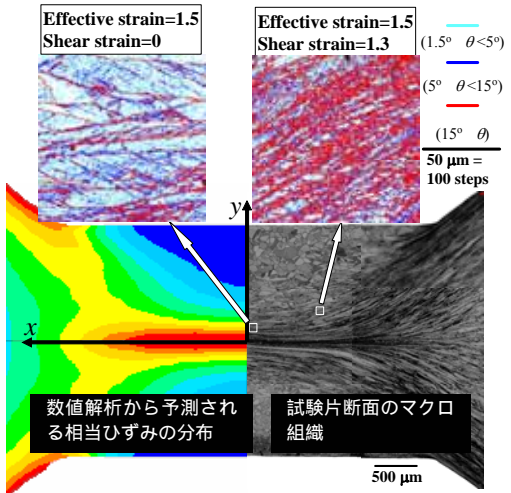 Effective strain=1.5
Shear strain=0
Effective strain=1.5
Shear strain=1.3
(1.5° θ<5°)
(5° θ<15°)
(15° θ)
50 μm =
100 steps
y
x
数値解析から予測され
る相当ひずみの分布
試験片断面のマクロ
組織
500 μm